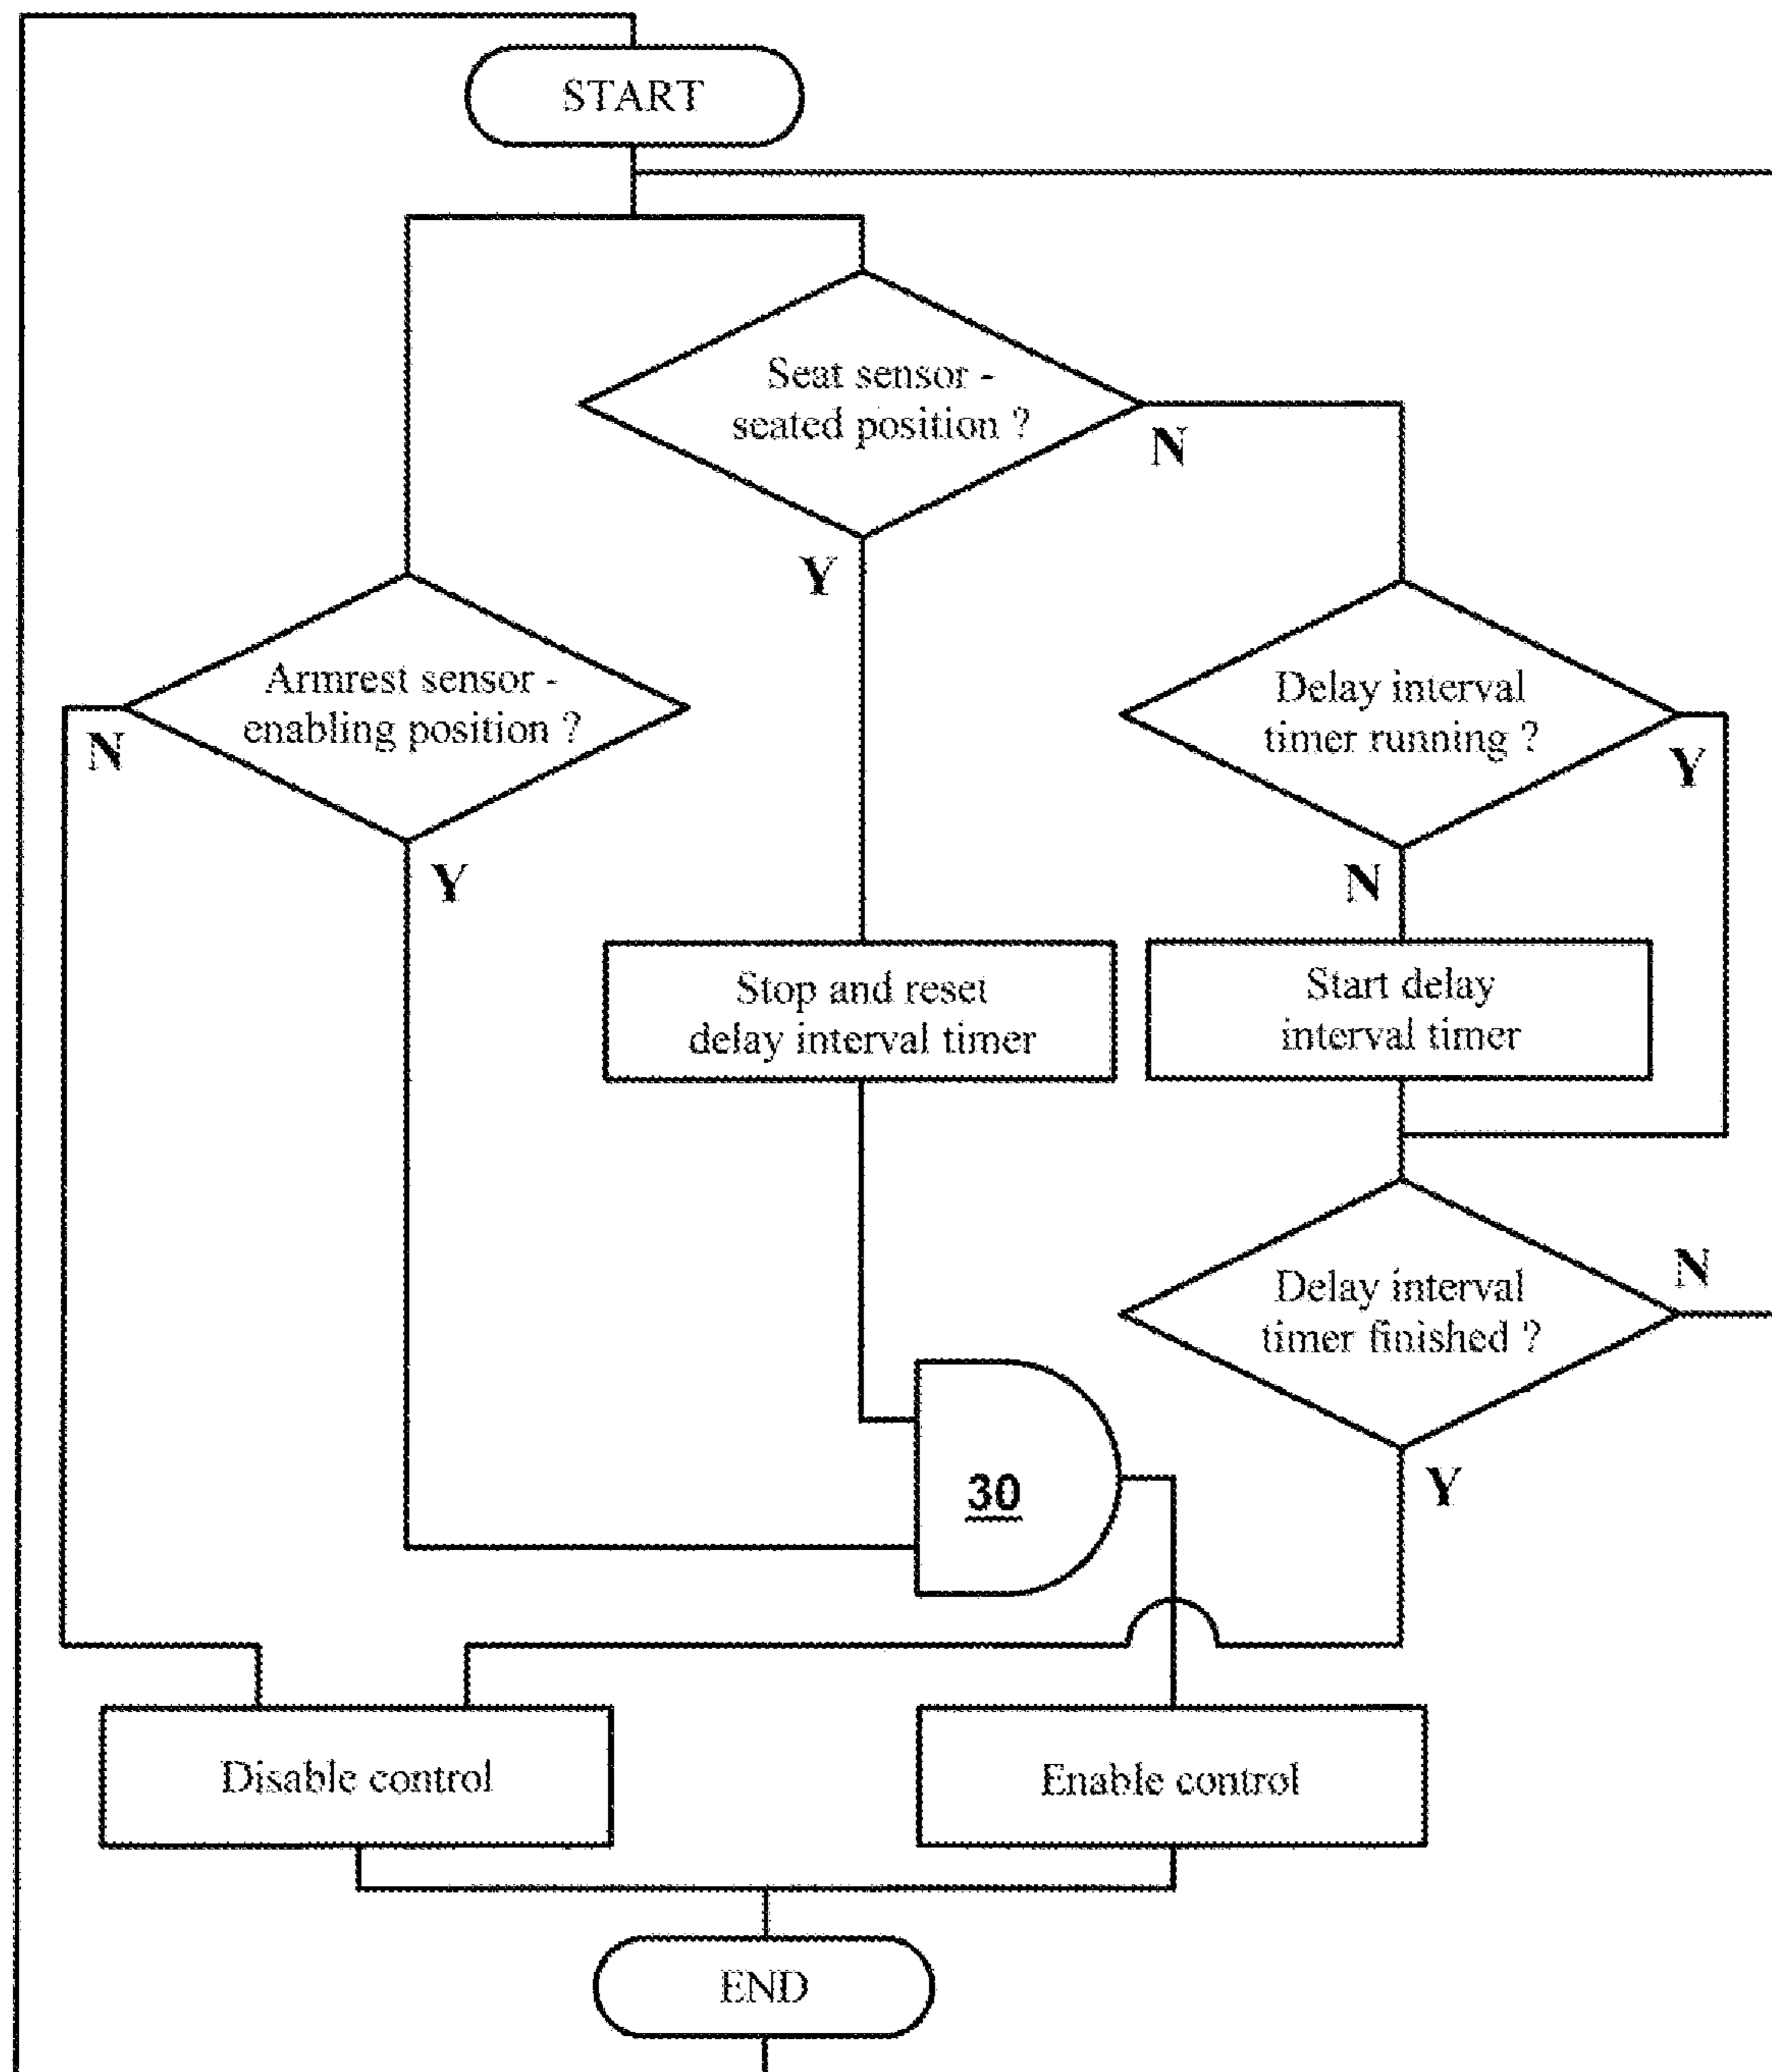 START
Seat sensor -
seated position ?
N
Y
Armrest sensor -
enabling position ?
N
Y
Delay interval
timer running ?
Y
N
Stop and reset
delay interval timer
Start delay
interval timer
Delay interval
timer finished ?
N
Y
30
Disable control
Enable control
END